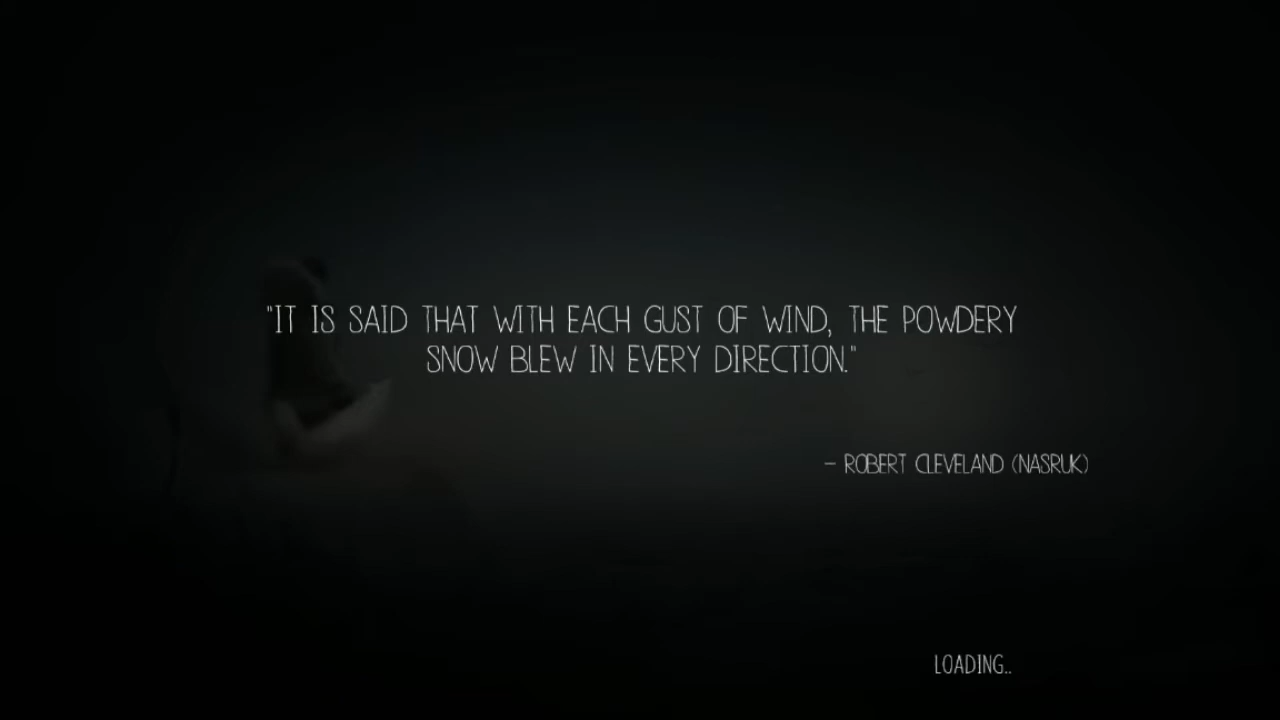 "IT IS SAID THAT WITH EACH GUST OF WIND, THE POWDERY
SNOW BLEW IN EVERY DIRECTION."
– ROBERT CLEVELAND (NASRUK)
LOADING..